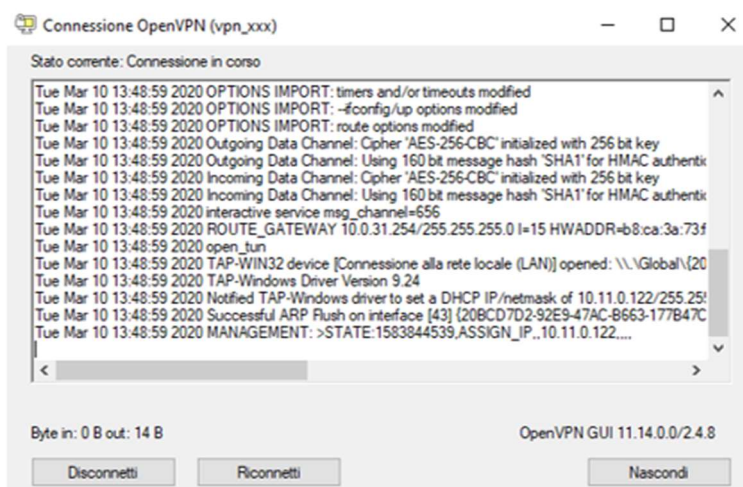 Connessione OpenVPN (vpn_xxx)
Stato corrente: Connessione in corso
Tue Mar 10 13:48:59 2020 OPTIONS IMPORT: timers and/or timeouts modified
Tue Mar 10 13:48:59 2020 OPTIONS IMPORT: --ifconfig/up options modified
Tue Mar 10 13:48:59 2020 OPTIONS IMPORT: route options modified
Tue Mar 10 13:48:59 2020 Outgoing Data Channel: Cipher 'AES-256-CBC' initialized with 256 bit key
Tue Mar 10 13:48:59 2020 Outgoing Data Channel: Using 160 bit message hash 'SHA1' for HMAC authentic
Tue Mar 10 13:48:59 2020 Incoming Data Channel: Cipher 'AES-256-CBC' initialized with 256 bit key
Tue Mar 10 13:48:59 2020 Incoming Data Channel: Using 160 bit message hash 'SHA1' for HMAC authentic
Tue Mar 10 13:48:59 2020 interactive service msg_channel=656
Tue Mar 10 13:48:59 2020 ROUTE_GATEWAY 10.0.31.254/255.255.255.0 I=15 HWADDR=b8:ca:3a:73:f
Tue Mar 10 13:48:59 2020 open_tun
Tue Mar 10 13:48:59 2020 TAP-WIN32 device [Connessione alla rete locale (LAN)] opened: \\.\Global\{20
Tue Mar 10 13:48:59 2020 TAP-Windows Driver Version 9.24
Tue Mar 10 13:48:59 2020 Notified TAP-Windows driver to set a DHCP IP/netmask of 10.11.0.122/255.25
Tue Mar 10 13:48:59 2020 Successful ARP Flush on interface [43] {20BCD7D2-92E9-47AC-B663-177B47C
Tue Mar 10 13:48:59 2020 MANAGEMENT: >STATE:1583844539,ASSIGN_IP,,10.11.0.122,,,,
Byte in: 0 B out: 14 B
OpenVPN GUI 11.14.0.0/2.4.8
Disconnetti
Riconnetti
Nascondi